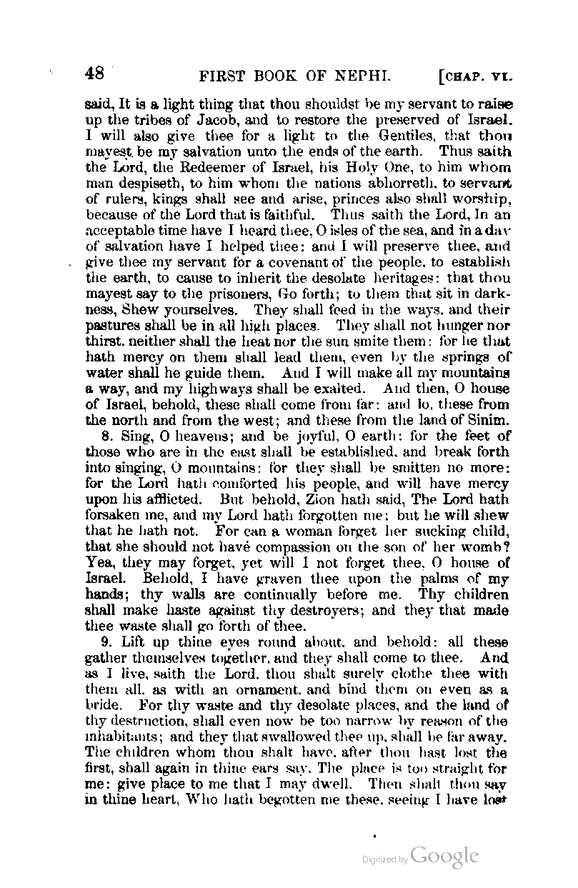 48 FIRST BOOK OF NEPHI. [CHAP. VI.
said, It is a light thing that thou shouldst be my servant to raise
up the tribes of Jacob, and to restore the preserved of Israel.
I will also give thee for a light to the Gentiles, that thou
mayest be my salvation unto the ends of the earth. Thus saith
the Lord, the Redeemer of Israel, his Holy One, to him whom
man despiseth, to him whom the nations abhorreth, to servant
of rulers, kings shall see and arise, princes also shall worship,
because of the Lord that is faithful. Thus saith the Lord, In an
acceptable time have I heard thee, O isles of the sea, and in a day
of salvation have I helped thee: and I will preserve thee, and
give thee my servant for a covenant of the people, to establish
the earth, to cause to inherit the desolate heritages: that thou
mayest say to the prisoners, Go forth; to them that sit in dark-
ness, Shew yourselves. They shall feed in the ways, and their
pastures shall be in all high places. They shall not hunger nor
thirst, neither shall the heat nor the sun smite them: for he that
hath mercy on them shall lead them, even by the springs of
water shall he guide them. And I will make all my mountains
a way, and my highways shall be exalted. And then, O house
of Israel, behold, these shall come from far: and lo, these from
the north and from the west; and these from the land of Sinim.
8. Sing, O heavens; and be joyful, O earth: for the feet of
those who are in the east shall be established, and break forth
into singing, O mountains: for they shall be smitten no more:
for the Lord hath comforted his people, and will have mercy
upon his afflicted. But behold, Zion hath said, The Lord hath
forsaken me, and my Lord hath forgotten me; but he will shew
that he hath not. For can a woman forget her sucking child,
that she should not have compassion on the son of her womb?
Yea, they may forget, yet will I not forget thee, O house of
Israel. Behold, I have graven thee upon the palms of my
hands; thy walls are continually before me. Thy children
shall make haste against thy destroyers; and they that made
thee waste shall go forth of thee.
9. Lift up thine eyes round about, and behold: all these
gather themselves together, and they shall come to thee. And
as I live, saith the Lord, thou shalt surely clothe thee with
them all, as with an ornament, and bind them on even as a
bride. For thy waste and thy desolate places, and the land of
thy destruction, shall even now be too narrow by reason of the
inhabitants; and they that swallowed thee up, shall be far away.
The children whom thou shalt have, after thou hast lost the
first, shall again in thine ears say, The place is too straight for
me: give place to me that I may dwell. Then shalt thou say
in thine heart, Who hath begotten me these, seeing I have lost
Digitized by Google